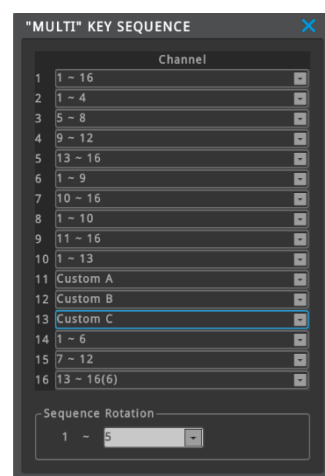 "MULTI" KEY SEQUENCE
Channel
1 1 ~ 16
2 1 ~ 4
3 5 ~ 8
4 9 ~ 12
5 13 ~ 16
6 1 ~ 9
7 10 ~ 16
8 1 ~ 10
9 11 ~ 16
10 1 ~ 13
11 Custom A
12 Custom B
13 Custom C
14 1 ~ 6
15 7 ~ 12
16 13 ~ 16(6)
Sequence Rotation
1 ~ 5